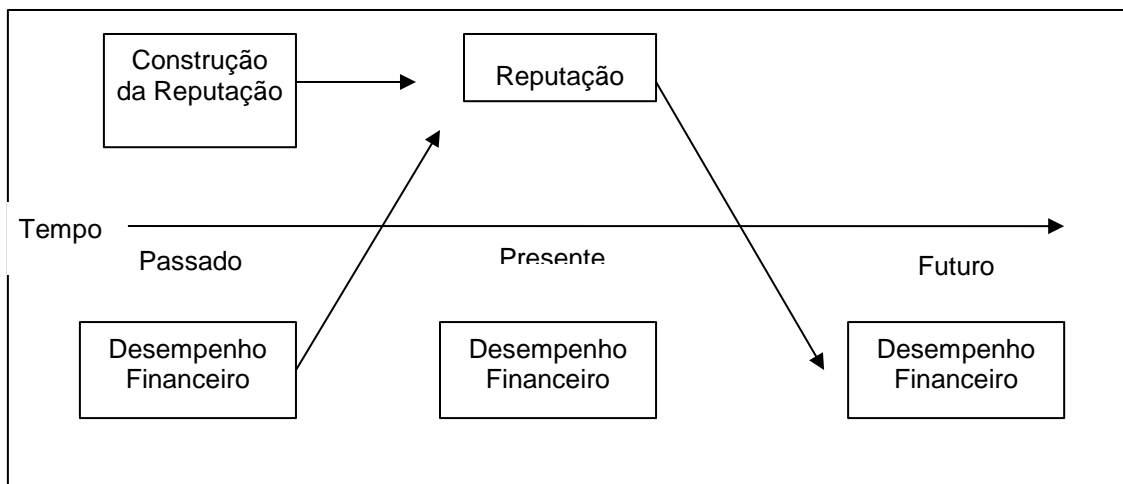 Construção
da Reputação
Reputação
Tempo
Passado
Presente
Futuro
Desempenho
Financeiro
Desempenho
Financeiro
Desempenho
Financeiro